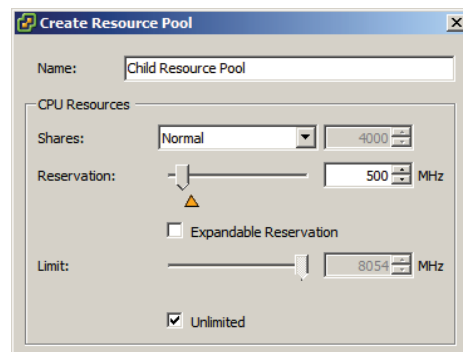 Create Resource Pool
Name: Child Resource Pool
CPU Resources
Shares: Normal 4000
Reservation: 500 MHz
Expandable Reservation
Limit: 8054 MHz
Unlimited